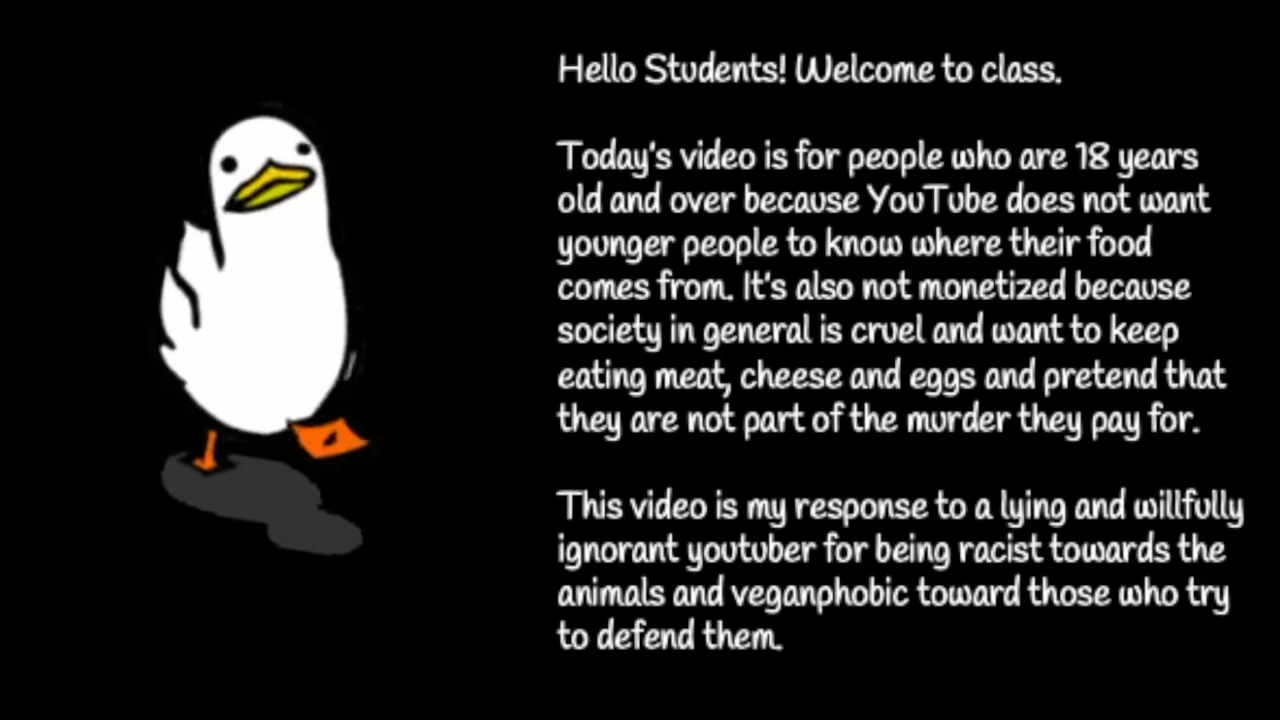 Hello Students! Welcome to class.
Today's video is for people who are 18 years
old and over because YouTube does not want
younger people to know where their food
comes from. It's also not monetized because
society in general is cruel and want to keep
eating meat, cheese and eggs and pretend that
they are not part of the murder they pay for.
This video is my response to a lying and willfully
ignorant youtuber for being racist towards the
animals and veganphobic toward those who try
to defend them.